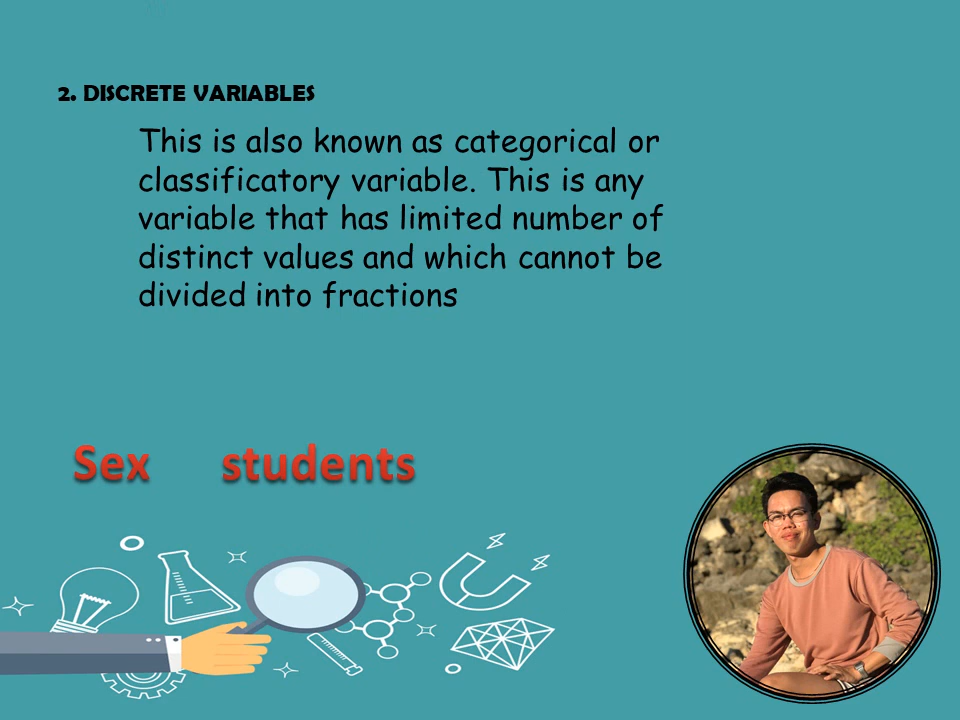 2. DISCRETE VARIABLES
This is also known as categorical or
classificatory variable. This is any
variable that has limited number of
distinct values and which cannot be
divided into fractions
Sex students